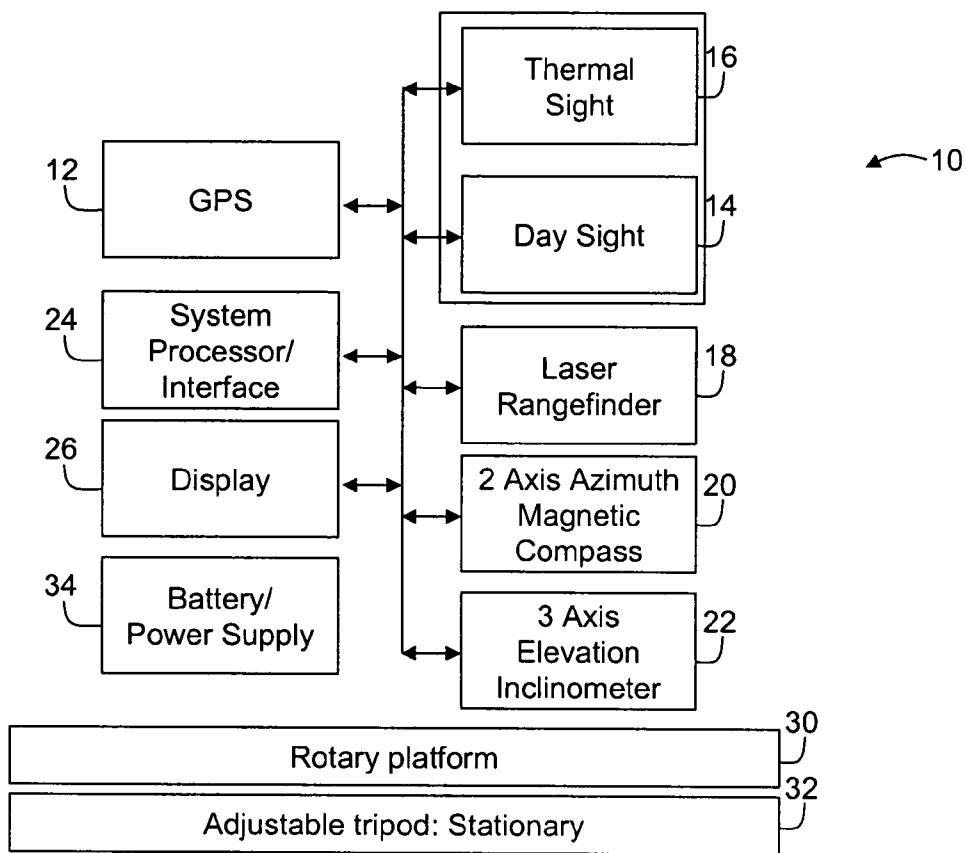 Thermal
Sight
16
10
12
GPS
14
Day Sight
24
System
Processor/
Interface
18
Laser
Rangefinder
26
Display
2 Axis Azimuth
Magnetic
Compass
20
34
Battery/
Power Supply
3 Axis
Elevation
Inclinometer
22
30
Rotary platform
32
Adjustable tripod: Stationary